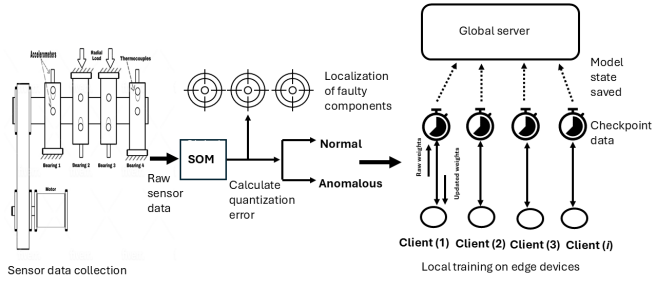 Accelerometers
Radial
Load
Thermocouples
Bearing 1
Bearing 2
Bearing 3
Bearing 4
Motor
Sensor data collection
Raw
sensor
data
SOM
Calculate
quantization
error
Localization
of faulty
components
Normal
Anomalous
Global server
Model
state
saved
Checkpoint
data
Raw weights
Updated weights
Client (1)
Client (2)
Client (3)
Client (i)
Local training on edge devices